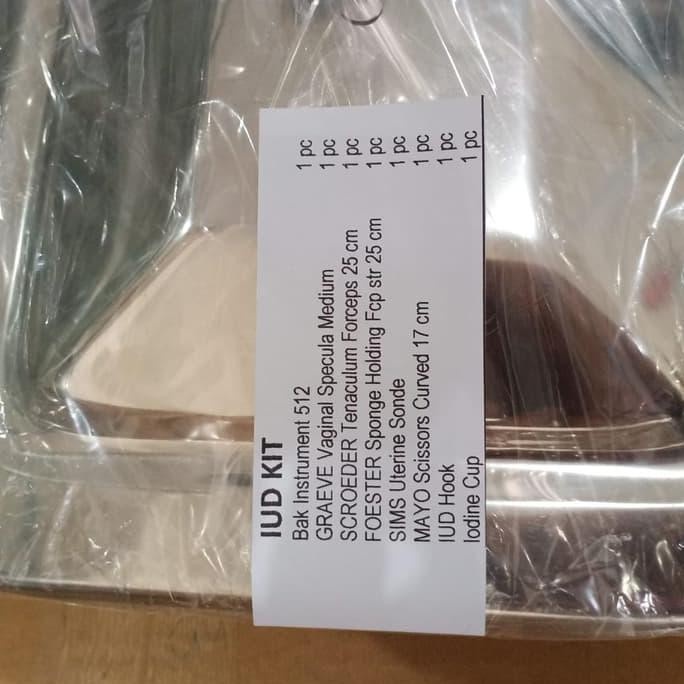 IUD KIT
Bak Instrument 512 1 pc
GRAEVE Vaginal Specula Medium 1 pc
SCROEDER Tenaculum Forceps 25 cm 1 pc
FOESTER Sponge Holding Fcp str 25 cm 1 pc
SIMS Uterine Sonde 1 pc
MAYO Scissors Curved 17 cm 1 pc
IUD Hook 1 pc
Iodine Cup 1 pc